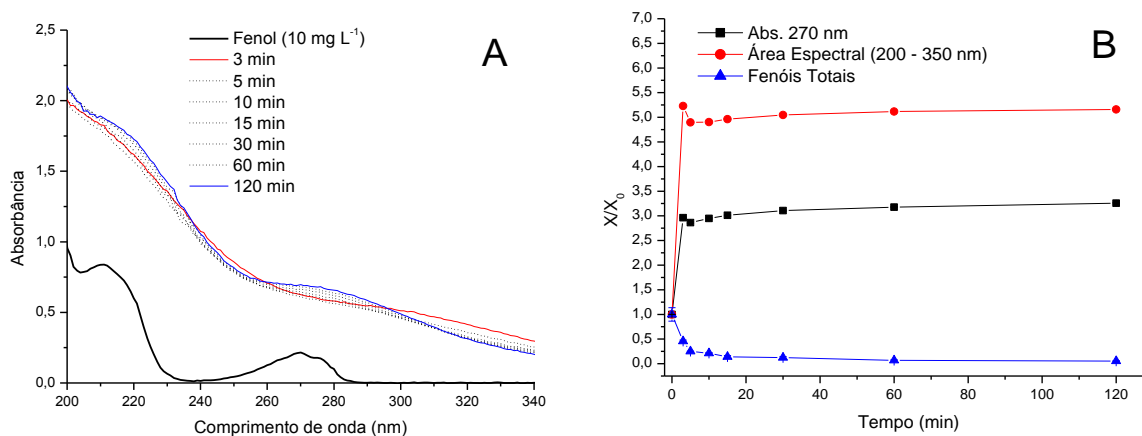 A
Fenol (10 mg L-1)
3 min
5 min
10 min
15 min
30 min
60 min
120 min
Absorbância
2,5
2,0
1,5
1,0
0,5
0,0
200 220 240 260 280 300 320 340
Comprimento de onda (nm)
B
Abs. 270 nm
Área Espectral (200 - 350 nm)
Fenóis Totais
X/X0
7,0
6,5
6,0
5,5
5,0
4,5
4,0
3,5
3,0
2,5
2,0
1,5
1,0
0,5
0,0
0 20 40 60 80 100 120
Tempo (min)